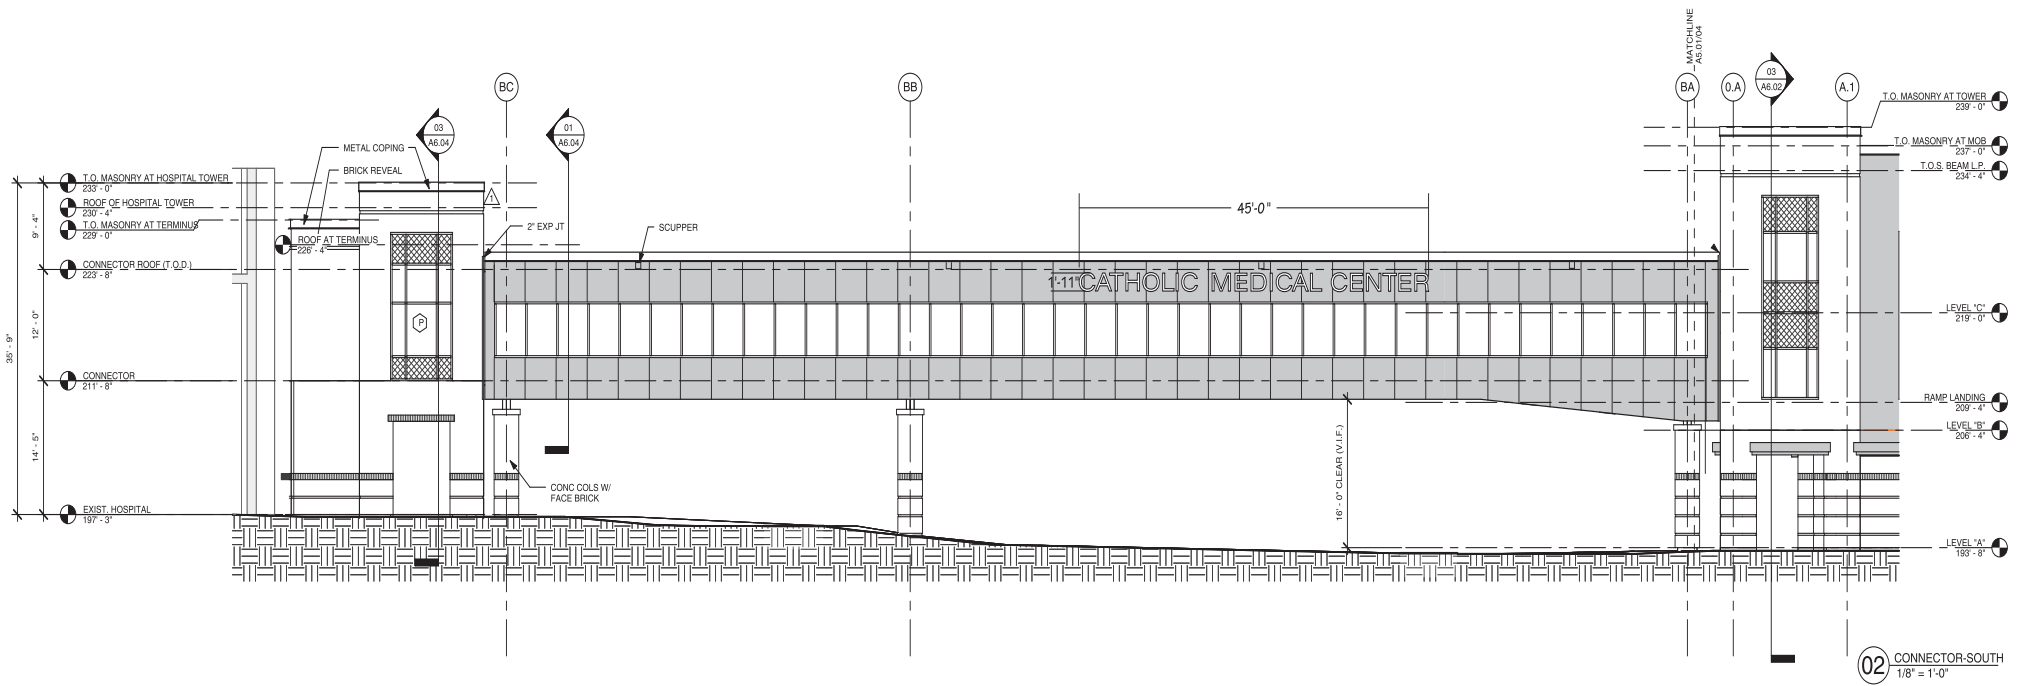 MATCHLINE
A5.01/04
BC
BB
BA
0.A
03
A6.02
A.1
T.O. MASONRY AT TOWER
239' - 0"
03
A6.04
01
A6.04
METAL COPING
T.O. MASONRY AT MOB
237' - 0"
BRICK REVEAL
T.O.S. BEAM L.P.
234' - 4"
T.O. MASONRY AT HOSPITAL TOWER
233' - 0"
1
ROOF OF HOSPITAL TOWER
230' - 4"
45'-0"
T.O. MASONRY AT TERMINUS
229' - 0"
9' - 4"
2" EXP JT
SCUPPER
ROOF AT TERMINUS
226' - 4"
CONNECTOR ROOF (T.O.D.)
223' - 8"
1'-11"
CATHOLIC MEDICAL CENTER
LEVEL "C"
219' - 0"
P
12' - 0"
35' - 9"
CONNECTOR
211' - 8"
RAMP LANDING
209' - 4"
LEVEL "B"
206' - 4"
14' - 5"
16' - 0" CLEAR (V.I.F.)
CONC COLS W/
FACE BRICK
EXIST. HOSPITAL
197' - 3"
LEVEL "A"
193' - 8"
02
CONNECTOR-SOUTH
1/8" = 1'-0"